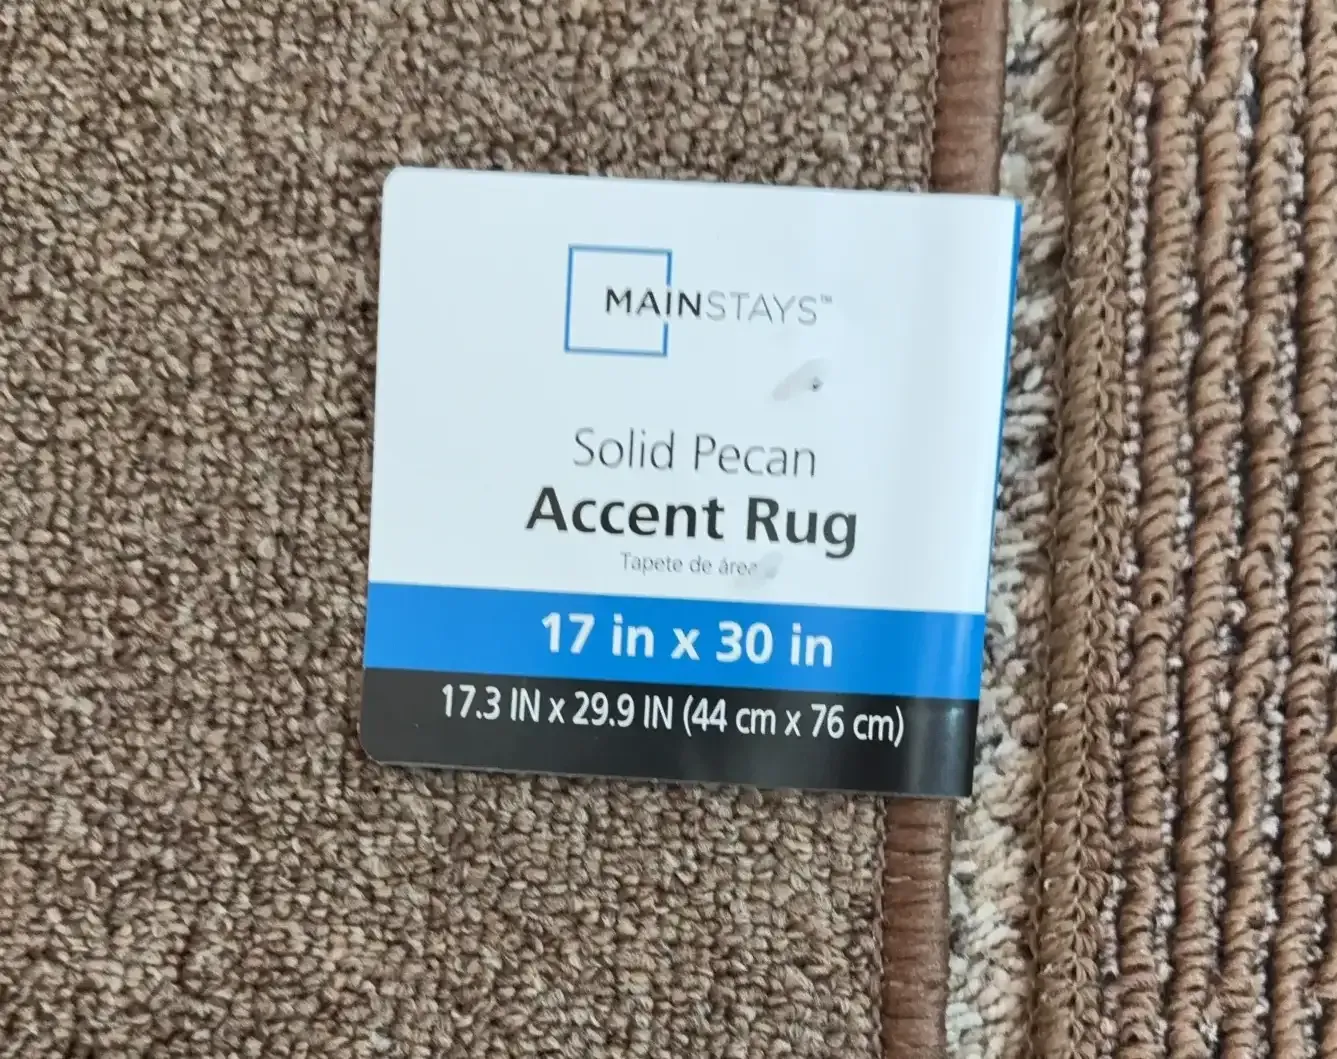 MAINSTAYS™
Solid Pecan
Accent Rug
Tapete de área
17 in x 30 in
17.3 IN x 29.9 IN (44 cm x 76 cm)